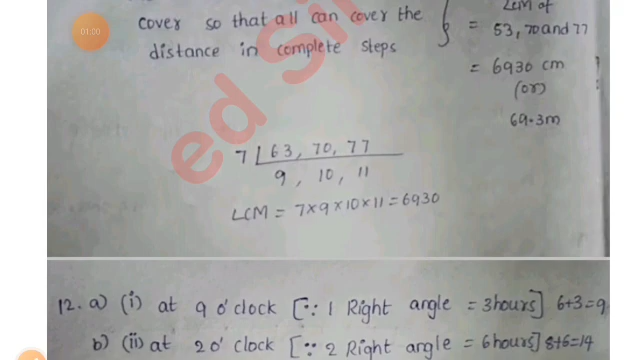 01:00
cover so that all can cover the
distance in complete steps
LCM of
= 53, 70 and 77
= 6930 cm
(or)
69.3m
7 63, 70, 77
9, 10, 11
LCM = 7×9×10×11=6930
ed
12. a) (i) at 9 o'clock [∵ 1 Right angle = 3hours] 6+3=9
b) (ii) at 2 o'clock [∵ 2 Right angle = 6hours] 8+6=14